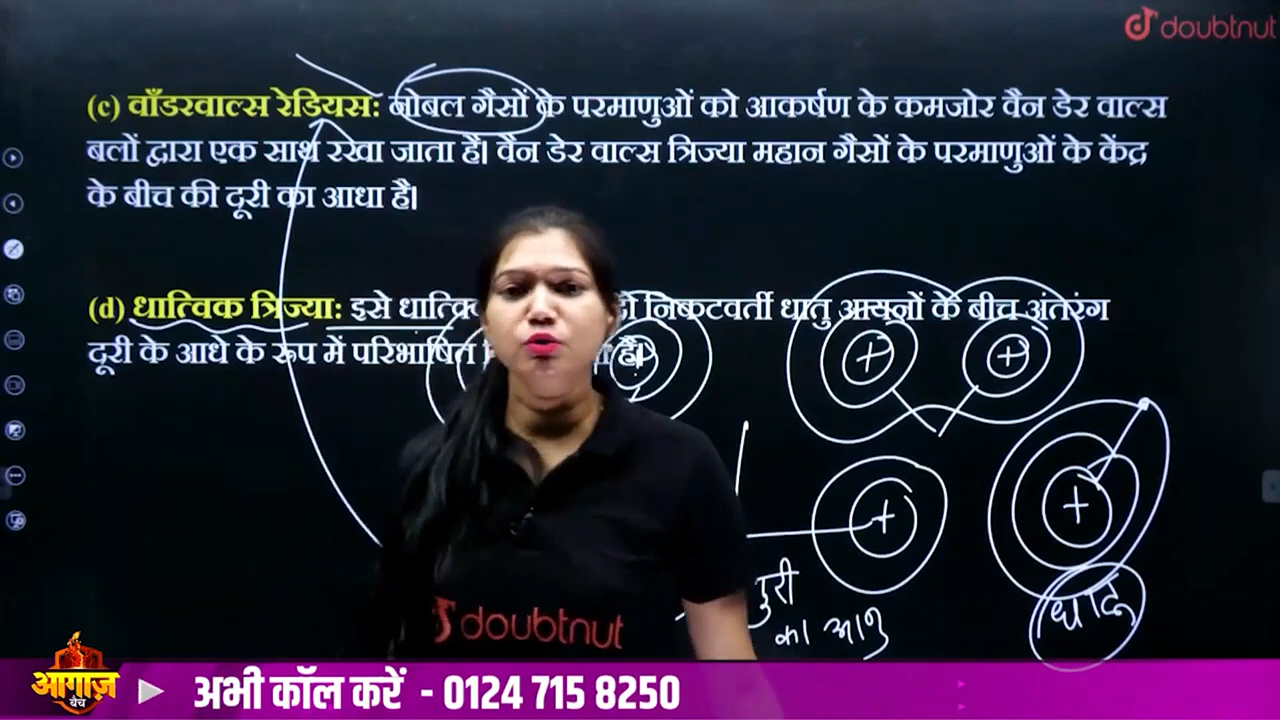 doubtnut
(c) वाँडरवाल्स रेडियस: नोबल गैसों के परमाणुओं को आकर्षण के कमजोर वैन डेर वाल्स
बलों द्वारा एक साथ रखा जाता है। वैन डेर वाल्स त्रिज्या महान गैसों के परमाणुओं के केंद्र
के बीच की दूरी का आधा है।
(d) धात्विक त्रिज्या: इसे निकटवर्ती धातु आयनों के बीच अंतरंग
दूरी के आधे के रूप में परिभाषित है।
दुरी
का आधु
धातू
doubtnut
आगाज़
बैच
अभी कॉल करें - 0124 715 8250